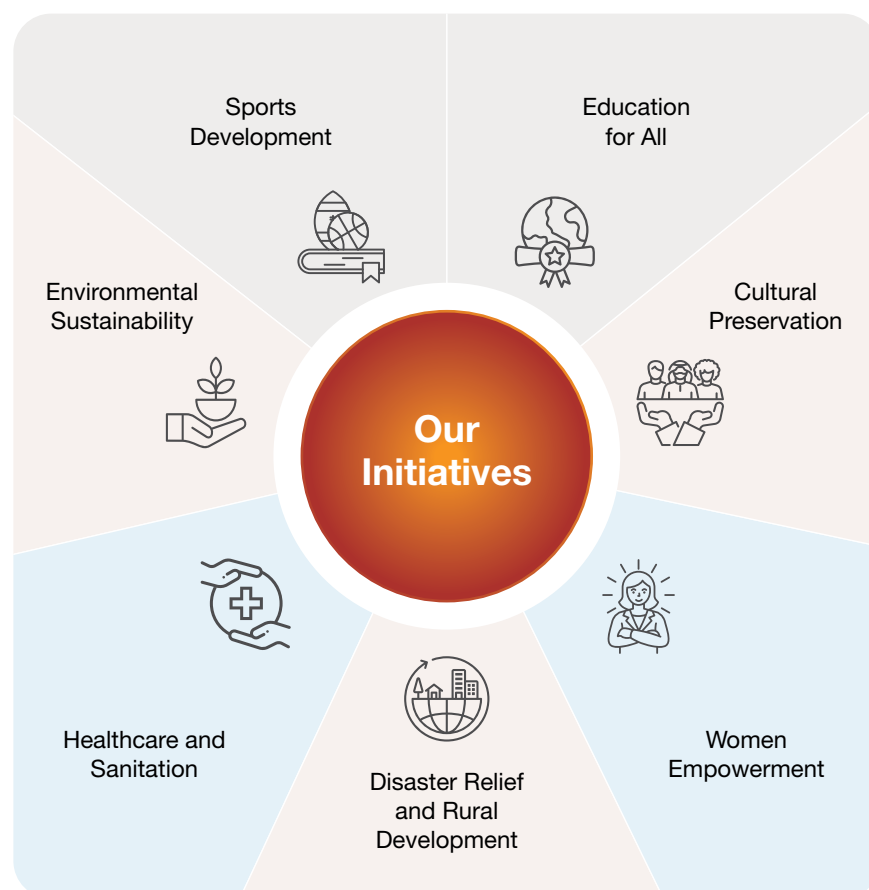 Sports
Development
Education
for All
Environmental
Sustainability
Cultural
Preservation
Our
Initiatives
Healthcare and
Sanitation
Women
Empowerment
Disaster Relief
and Rural
Development